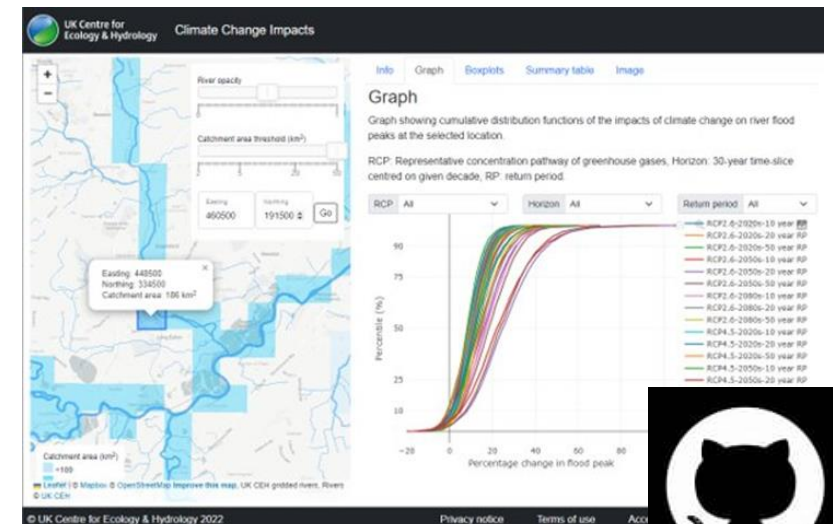 UK Centre for
Ecology & Hydrology
Climate Change Impacts
+
−
River opacity
Catchment area threshold (km²)
Easting
460500
Northing
191500
Go
Easting: 448500
Northing: 334500
Catchment area: 186 km²
×
Catchment area (km²)
Leaflet | © Mapbox © OpenStreetMap Improve this map, UK CEH gridded rivers, Rivers
© UK CEH
Info
Graph
Boxplots
Summary table
Image
Graph
Graph showing cumulative distribution functions of the impacts of climate change on river flood
peaks at the selected location.
RCP: Representative concentration pathway of greenhouse gases, Horizon: 30-year time-slice
centred on given decade, RP: return period.
RCP All
Horizon All
Return period All
RCP2.6-2020s-10 year RP
RCP2.6-2020s-20 year RP
RCP2.6-2020s-50 year RP
RCP2.6-2050s-10 year RP
RCP2.6-2050s-20 year RP
RCP2.6-2050s-50 year RP
RCP2.6-2080s-10 year RP
RCP2.6-2080s-20 year RP
RCP2.6-2080s-50 year RP
RCP4.5-2020s-10 year RP
RCP4.5-2020s-20 year RP
RCP4.5-2020s-50 year RP
RCP4.5-2050s-10 year RP
RCP4.5-2050s-20 year RP
Percentile (%)
90
75
50
25
10
−20
0
20
40
60
80
Percentage change in flood peak
© UK Centre for Ecology & Hydrology 2022
Privacy notice
Terms of use